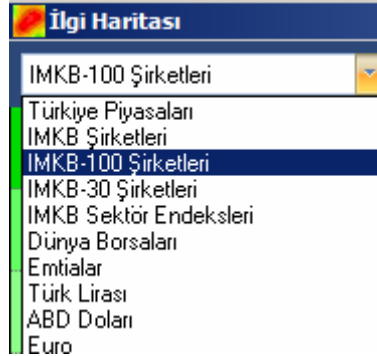 İlgi Haritası
IMKB-100 Şirketleri
Türkiye Piyasaları
IMKB Şirketleri
IMKB-100 Şirketleri
IMKB-30 Şirketleri
IMKB Sektör Endeksleri
Dünya Borsaları
Emtialar
Türk Lirası
ABD Doları
Euro